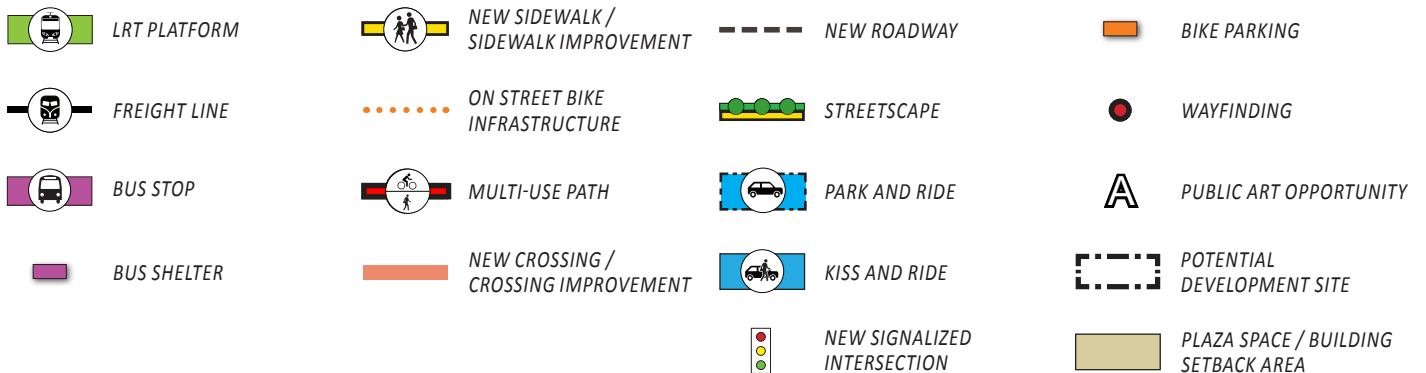 LRT PLATFORM
FREIGHT LINE
BUS STOP
BUS SHELTER
NEW SIDEWALK /
SIDEWALK IMPROVEMENT
ON STREET BIKE
INFRASTRUCTURE
MULTI-USE PATH
NEW CROSSING /
CROSSING IMPROVEMENT
NEW ROADWAY
STREETSCAPE
PARK AND RIDE
KISS AND RIDE
NEW SIGNALIZED
INTERSECTION
BIKE PARKING
WAYFINDING
A
PUBLIC ART OPPORTUNITY
POTENTIAL
DEVELOPMENT SITE
PLAZA SPACE / BUILDING
SETBACK AREA